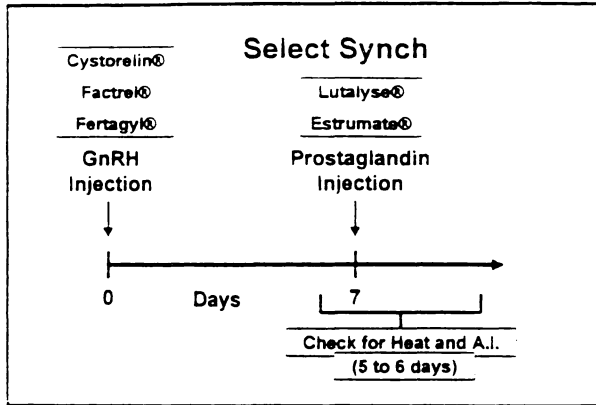 Select Synch
Cystorelin®
Factrel®
Fertagyl®
GnRH
Injection
Lutalyse®
Estrumate®
Prostaglandin
Injection
0
Days
7
Check for Heat and A.I.
(5 to 6 days)